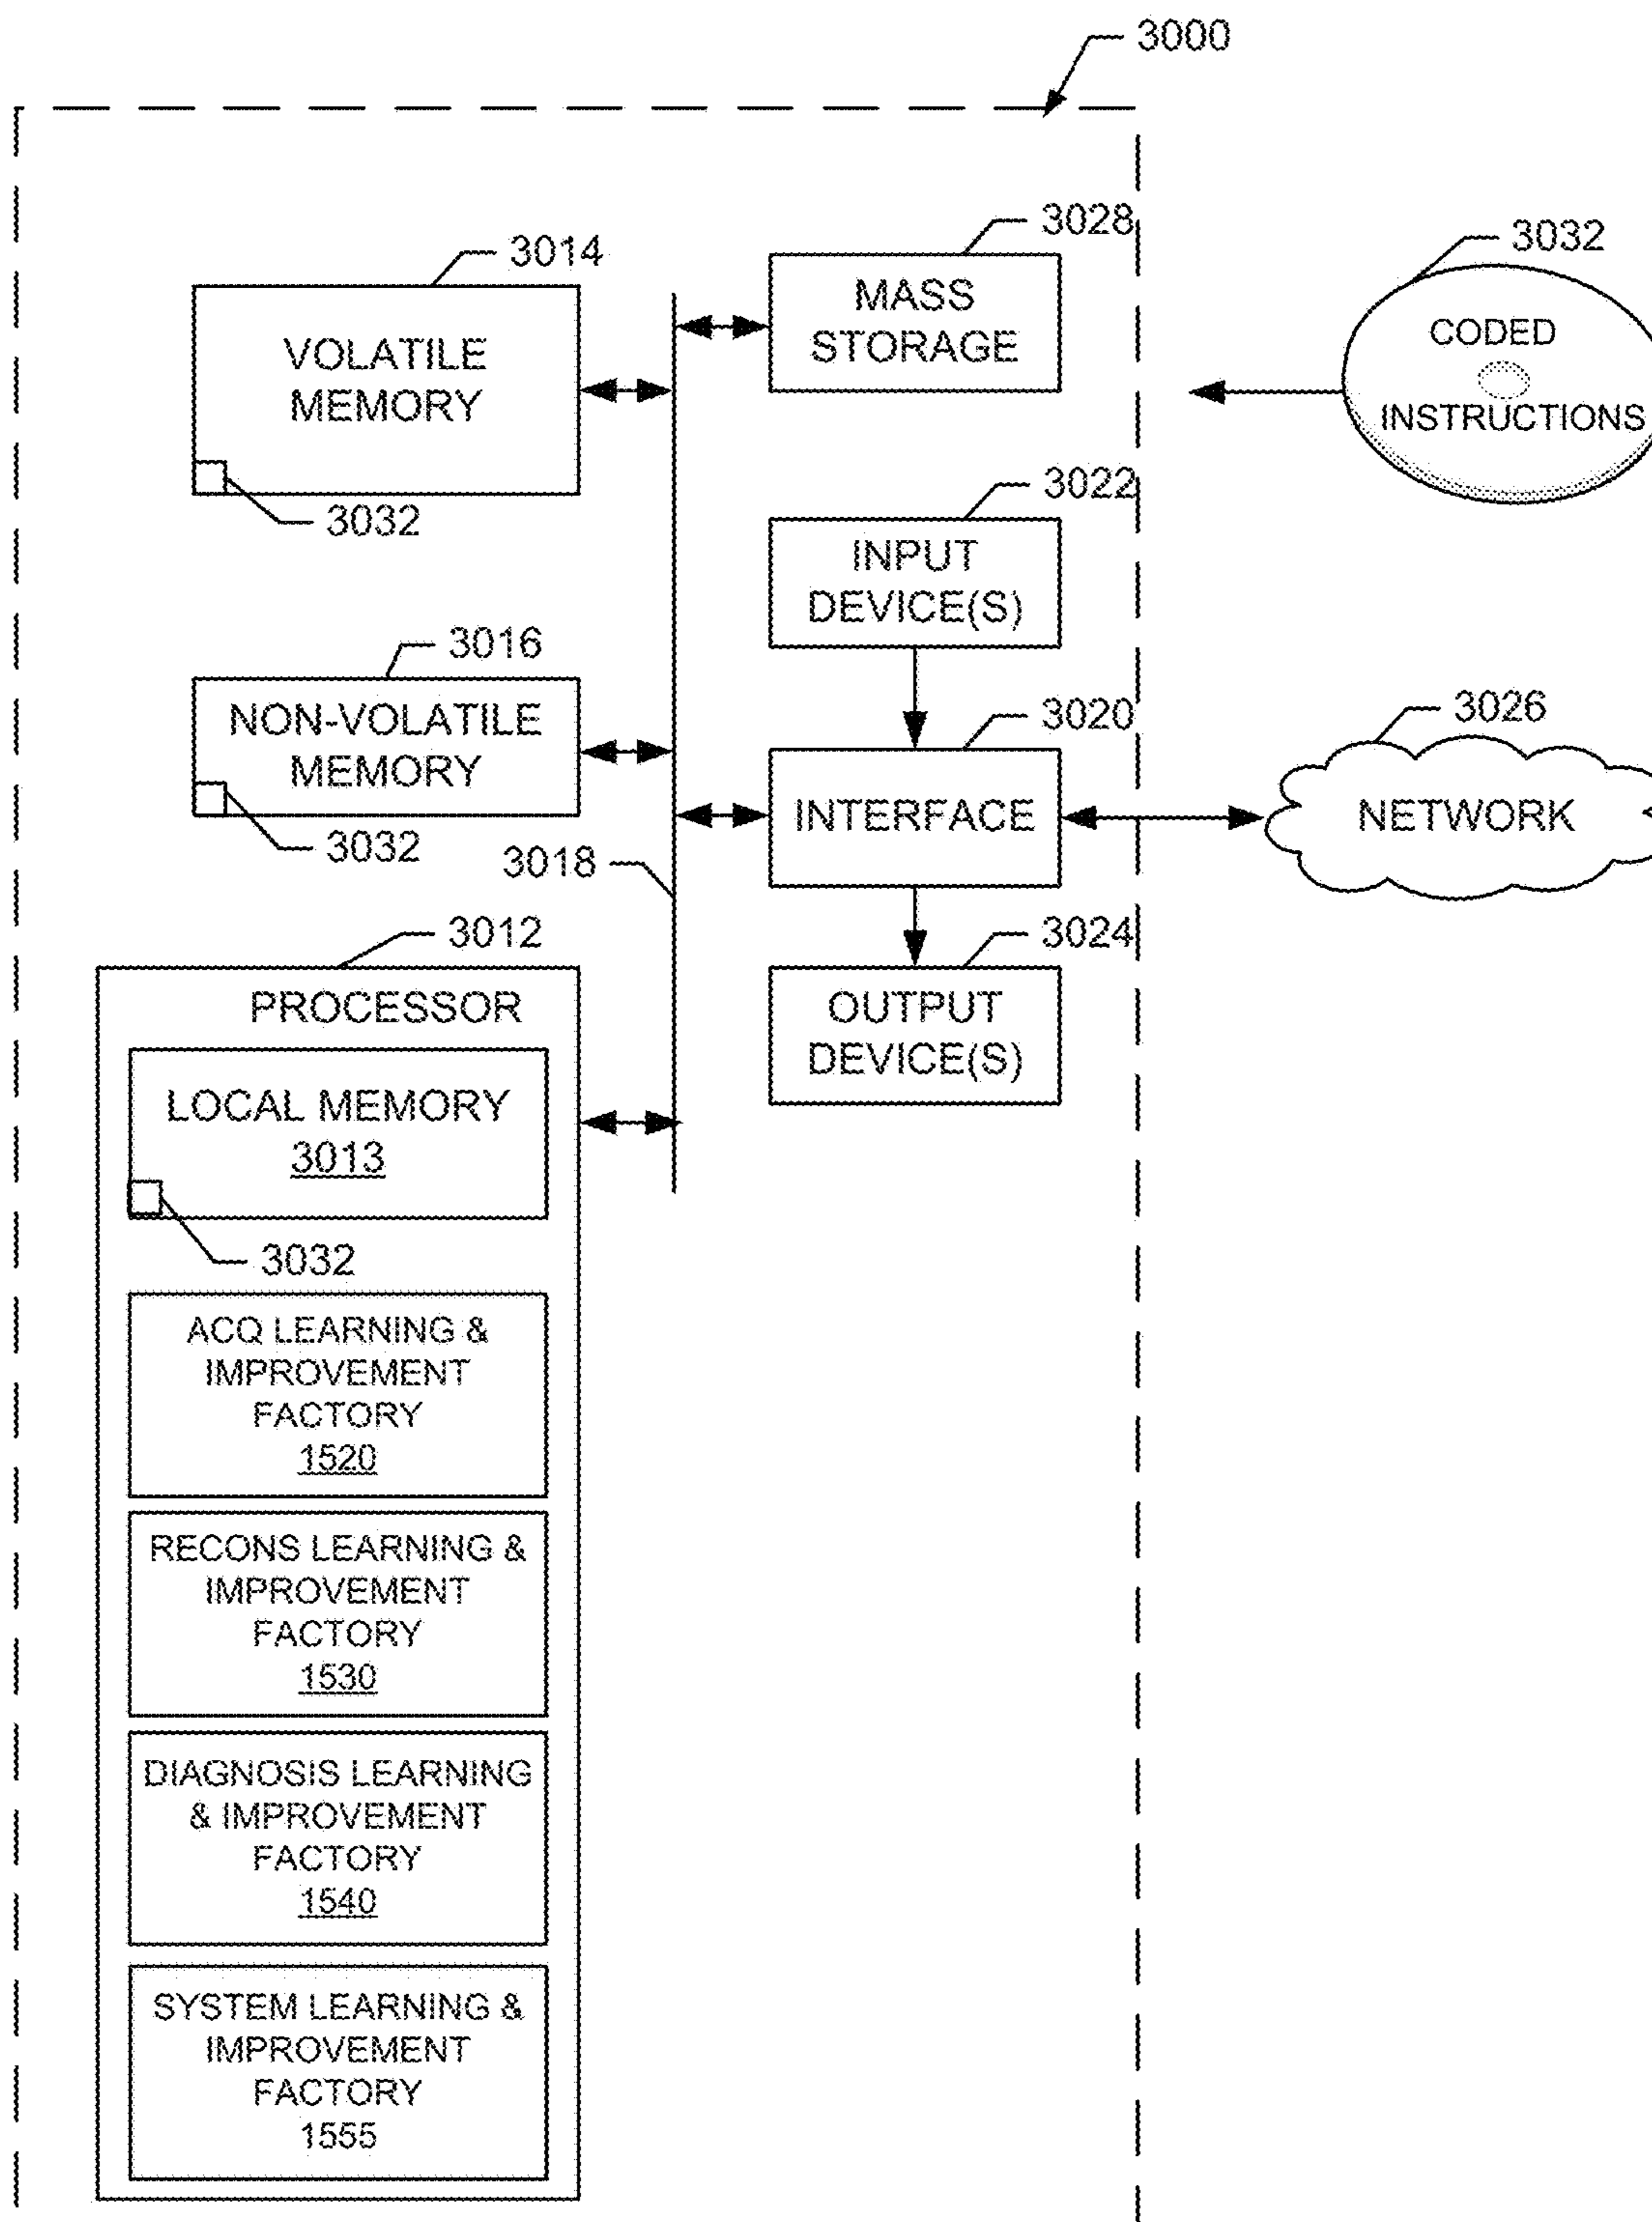 3000
3014
VOLATILE
MEMORY
3032
3028
MASS
STORAGE
3032
CODED
INSTRUCTIONS
3022
INPUT
DEVICE(S)
3016
NON-VOLATILE
MEMORY
3032
3020
INTERFACE
3026
NETWORK
3018
3024
OUTPUT
DEVICE(S)
3012
PROCESSOR
LOCAL MEMORY
3013
3032
ACQ LEARNING &
IMPROVEMENT
FACTORY
1520
RECONS LEARNING &
IMPROVEMENT
FACTORY
1530
DIAGNOSIS LEARNING
& IMPROVEMENT
FACTORY
1540
SYSTEM LEARNING &
IMPROVEMENT
FACTORY
1555